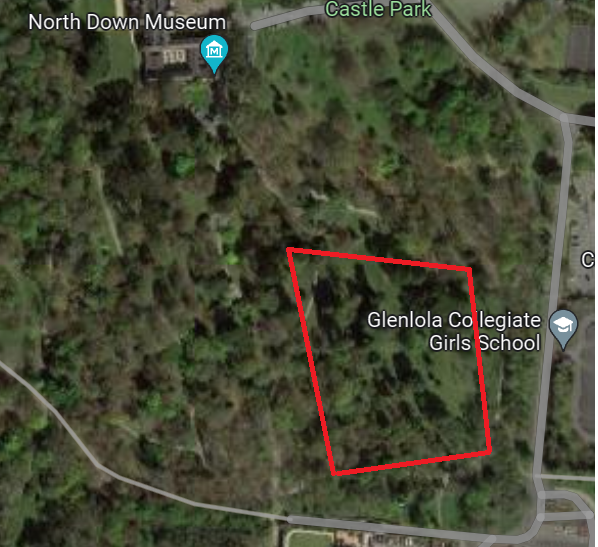 North Down Museum
Castle Park
M
Glenlola Collegiate
Girls School
C